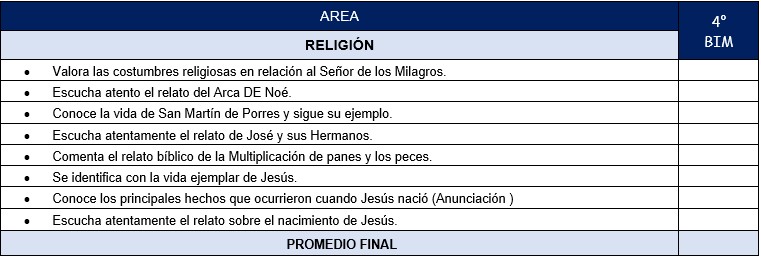 AREA
4°
BIM
RELIGIÓN
• Valora las costumbres religiosas en relación al Señor de los Milagros.
• Escucha atento el relato del Arca DE Noé.
• Conoce la vida de San Martín de Porres y sigue su ejemplo.
• Escucha atentamente el relato de José y sus Hermanos.
• Comenta el relato bíblico de la Multiplicación de panes y los peces.
• Se identifica con la vida ejemplar de Jesús.
• Conoce los principales hechos que ocurrieron cuando Jesús nació (Anunciación )
• Escucha atentamente el relato sobre el nacimiento de Jesús.
PROMEDIO FINAL